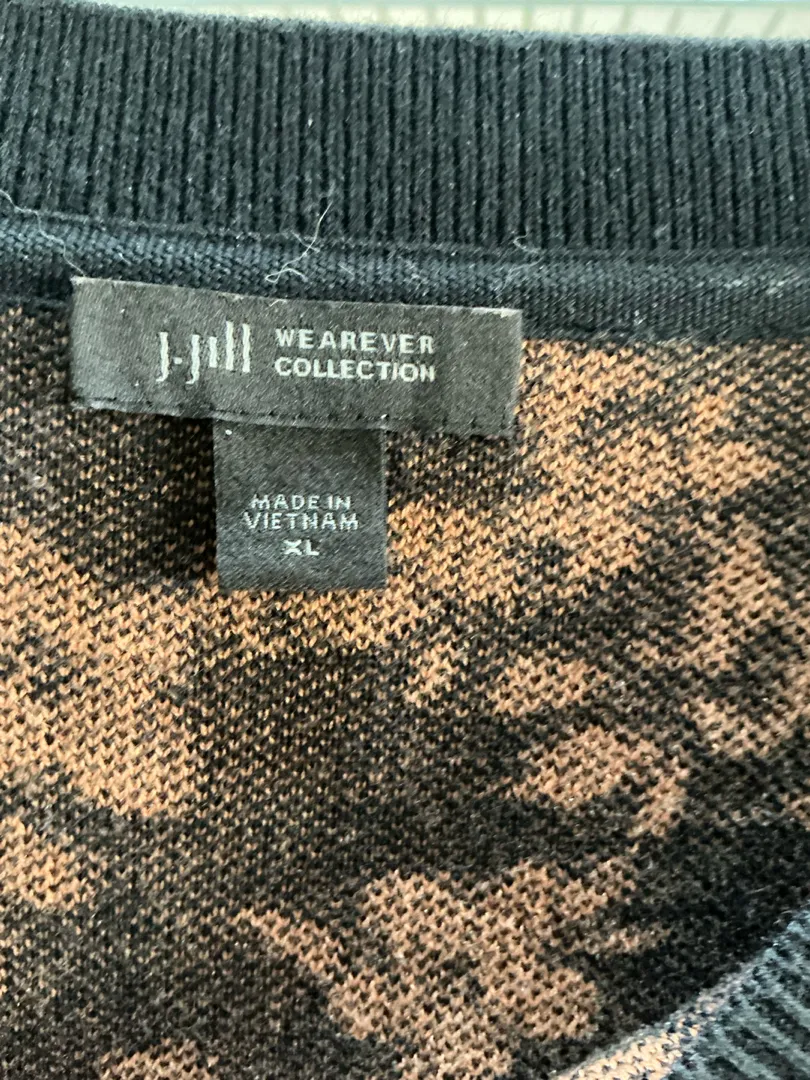 J.Jill WEAREVER
COLLECTION
MADE IN
VIETNAM
XL